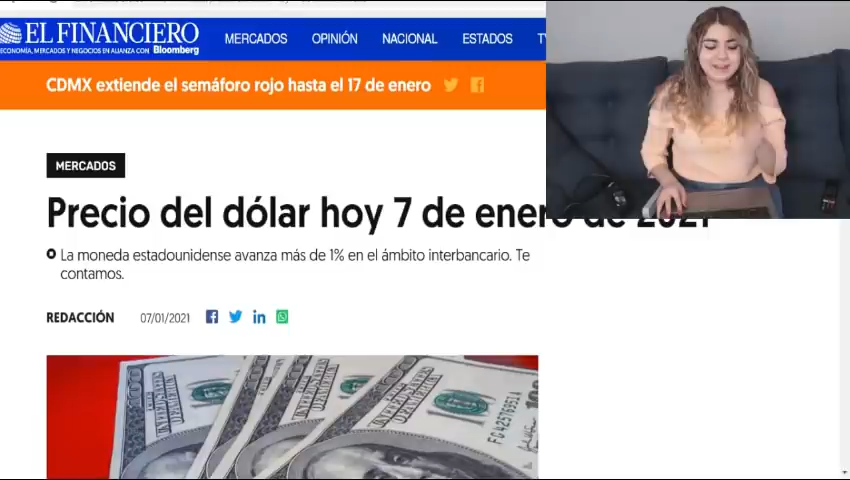 EL FINANCIERO
ECONOMÍA, MERCADOS Y NEGOCIOS EN ALIANZA CON Bloomberg
MERCADOS OPINIÓN NACIONAL ESTADOS
CDMX extiende el semáforo rojo hasta el 17 de enero
MERCADOS
Precio del dólar hoy 7 de enero de 2021
La moneda estadounidense avanza más de 1% en el ámbito interbancario. Te
contamos.
REDACCIÓN 07/01/2021
FG42576951